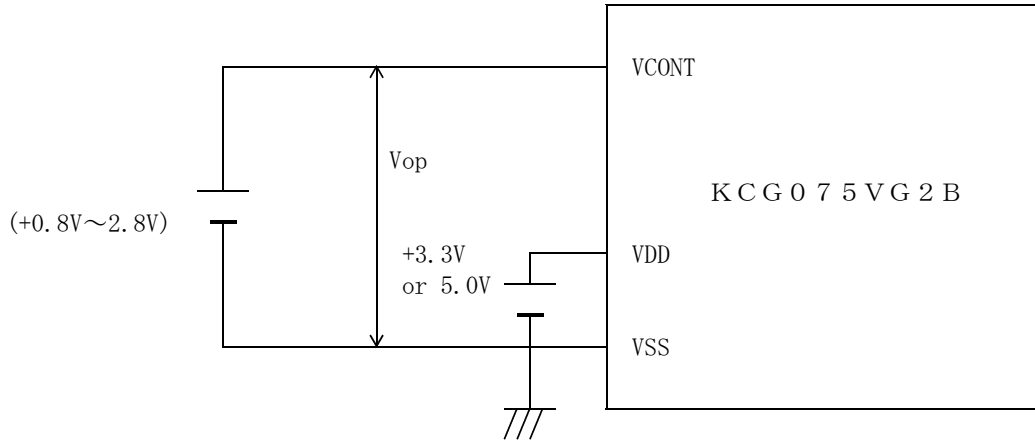 VCONT
Vop
KCG075VG2B
(+0.8V～2.8V)
+3.3V
or 5.0V
VDD
VSS